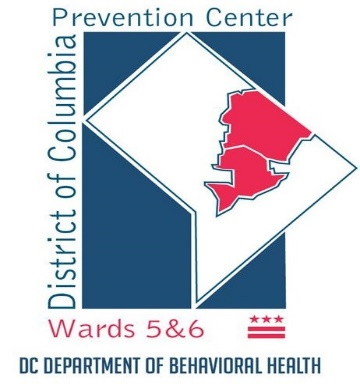 Prevention Center
District of Columbia
Wards 5&6
DC DEPARTMENT OF BEHAVIORAL HEALTH